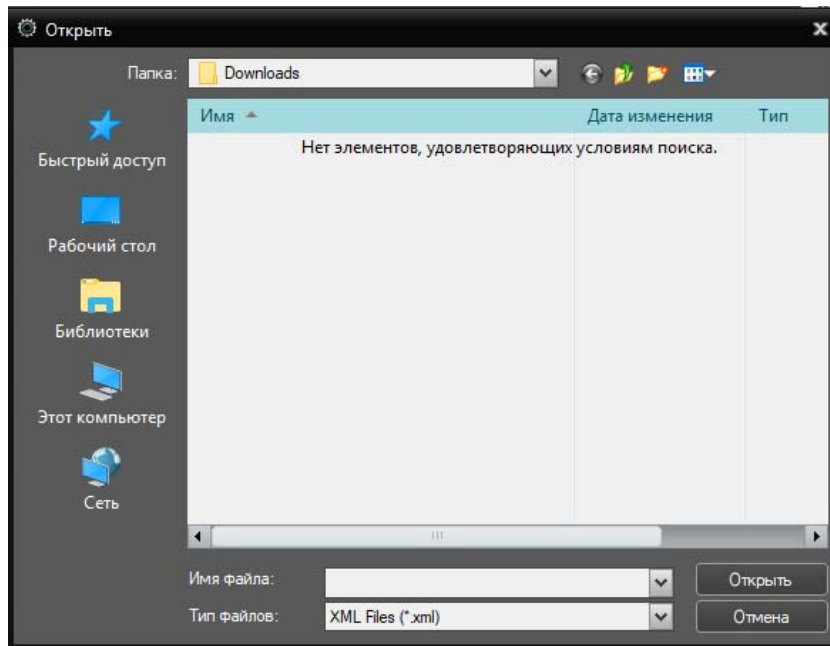 Открыть
Папка: Downloads
Имя Дата изменения Тип
Нет элементов, удовлетворяющих условиям поиска.
Быстрый доступ
Рабочий стол
Библиотеки
Этот компьютер
Сеть
Имя файла: Открыть
Тип файлов: XML Files (*.xml) Отмена